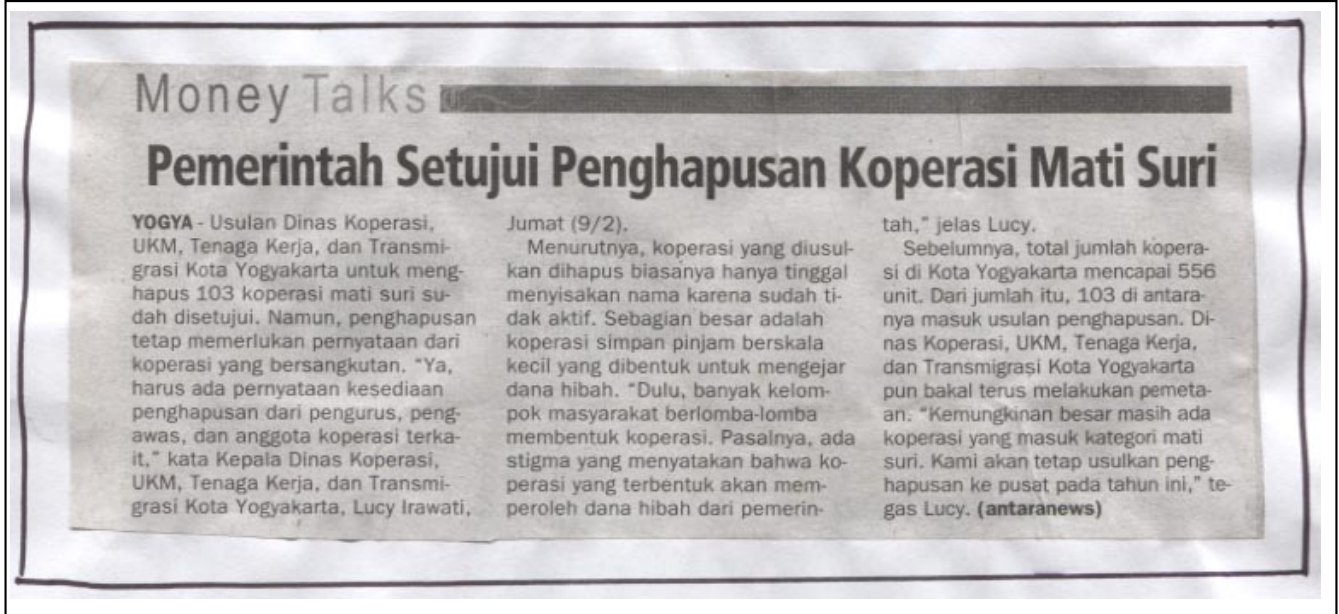 Money Talks
Pemerintah Setujui Penghapusan Koperasi Mati Suri
YOGYA - Usulan Dinas Koperasi,
UKM, Tenaga Kerja, dan Transmi-
grasi Kota Yogyakarta untuk meng-
hapus 103 koperasi mati suri su-
dah disetujui. Namun, penghapusan
tetap memerlukan pernyataan dari
koperasi yang bersangkutan. "Ya,
harus ada pernyataan kesediaan
penghapusan dari pengurus, peng-
awas, dan anggota koperasi terka-
it," kata Kepala Dinas Koperasi,
UKM, Tenaga Kerja, dan Transmi-
grasi Kota Yogyakarta, Lucy Irawati,
Jumat (9/2).
Menurutnya, koperasi yang diusul-
kan dihapus biasanya hanya tinggal
menyisakan nama karena sudah ti-
dak aktif. Sebagian besar adalah
koperasi simpan pinjam berskala
kecil yang dibentuk untuk mengejar
dana hibah. "Dulu, banyak kelom-
pok masyarakat berlomba-lomba
membentuk koperasi. Pasalnya, ada
stigma yang menyatakan bahwa ko-
perasi yang terbentuk akan mem-
peroleh dana hibah dari pemerin-
tah," jelas Lucy.
Sebelumnya, total jumlah kopera-
si di Kota Yogyakarta mencapai 556
unit. Dari jumlah itu, 103 di antara-
nya masuk usulan penghapusan. Di-
nas Koperasi, UKM, Tenaga Kerja,
dan Transmigrasi Kota Yogyakarta
pun bakal terus melakukan pemeta-
an. "Kemungkinan besar masih ada
koperasi yang masuk kategori mati
suri. Kami akan tetap usulkan peng-
hapusan ke pusat pada tahun ini," te-
gas Lucy. (antaranews)